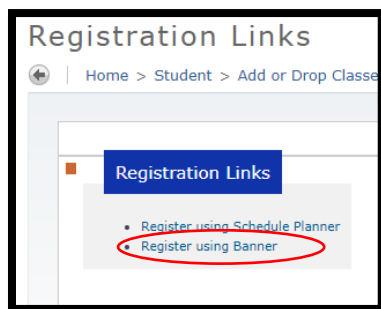 Registration Links
Home > Student > Add or Drop Classe
Registration Links
Register using Schedule Planner
Register using Banner